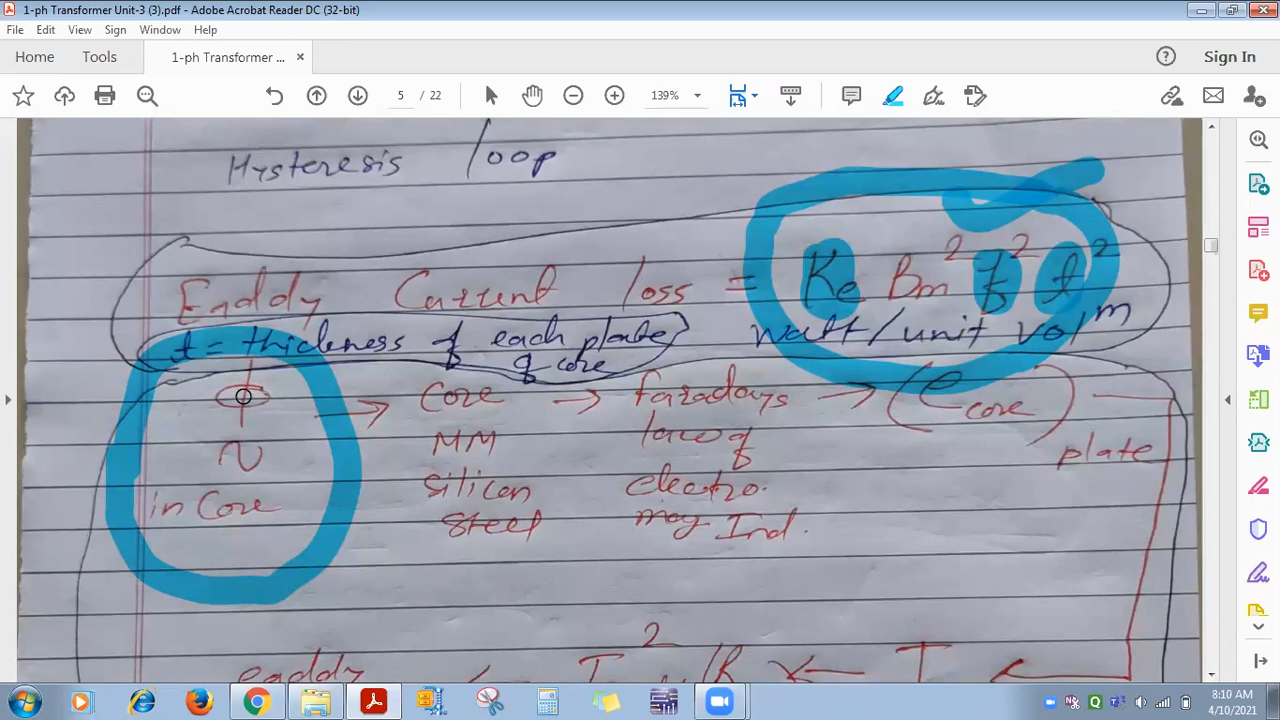 1-ph Transformer Unit-3 (3).pdf - Adobe Acrobat Reader DC (32-bit)
File Edit View Sign Window Help
Home Tools 1-ph Transformer ... × Sign In
5 / 22 139%
Hysteresis loop
Eaddy Current loss = Ke Bm² f² t²
t = thickness of each plate watt/unit volm
of core
ϕ → Core → faradays → (e core)
MM law of plate
in Core silicon electro.
steel mag Ind.
eaddy ← I² R ← I ←
8:10 AM
4/10/2021